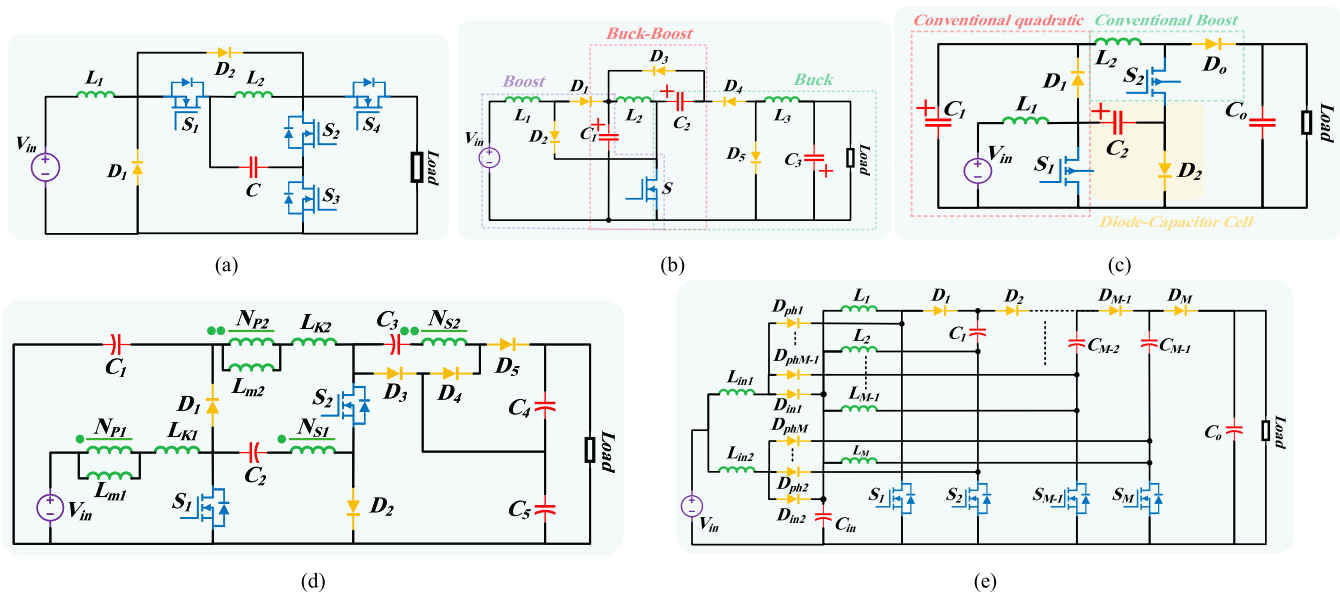 D2
L1
L2
S1
S4
S2
Vin
D1
C
S3
Load
(a)
Buck-Boost
D3
Boost
Buck
D1
D4
L1
L2
C2
L3
D2
C1
Vin
D5
C3
Load
S
(b)
Conventional quadratic
Conventional Boost
L2
Do
D1
S2
C1
L1
Co
Load
Vin
C2
S1
D2
Diode-Capacitor Cell
(c)
NP2
LK2
C3
NS2
C1
Lm2
D5
D3
D4
D1
S2
NP1
LK1
NS1
C4
Load
Lm1
C2
Vin
S1
D2
C5
(d)
L1
D1
D2
DM-1
DM
Dph1
L2
C1
CM-2
CM-1
DphM-1
Lin1
Din1
LM-1
DphM
Co
Load
Lin2
LM
Dph2
S1
S2
SM-1
SM
Vin
Din2
Cin
(e)